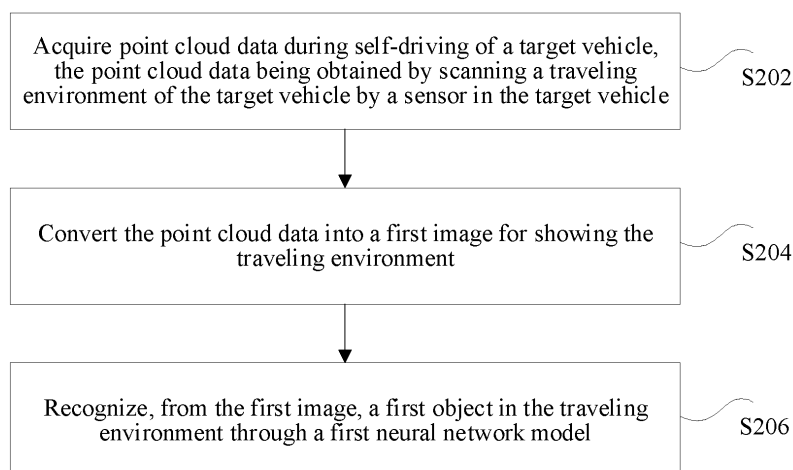 Acquire point cloud data during self-driving of a target vehicle,
the point cloud data being obtained by scanning a traveling
environment of the target vehicle by a sensor in the target vehicle
S202
Convert the point cloud data into a first image for showing the
traveling environment
S204
Recognize, from the first image, a first object in the traveling
environment through a first neural network model
S206